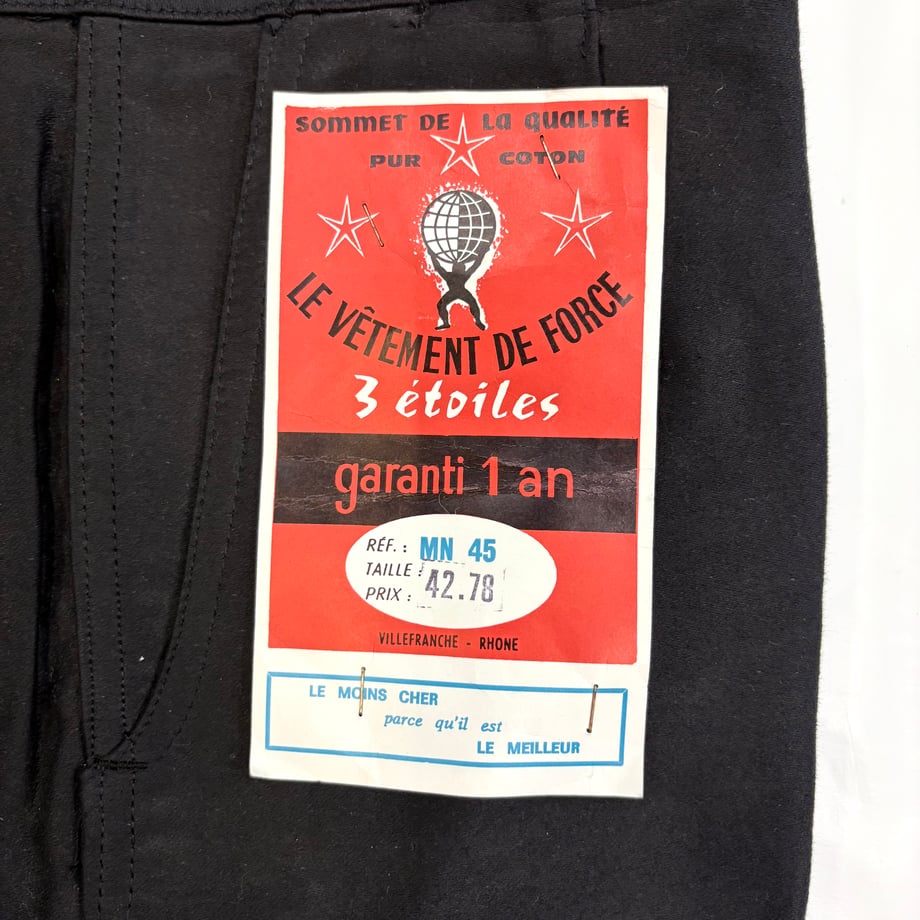 SOMMET DE LA QUALITÉ
PUR COTON
LE VÊTEMENT DE FORCE
3 étoiles
garanti 1 an
RÉF. : MN 45
TAILLE : 42.78
PRIX :
VILLEFRANCHE - RHONE
LE MOINS CHER
parce qu'il est
LE MEILLEUR